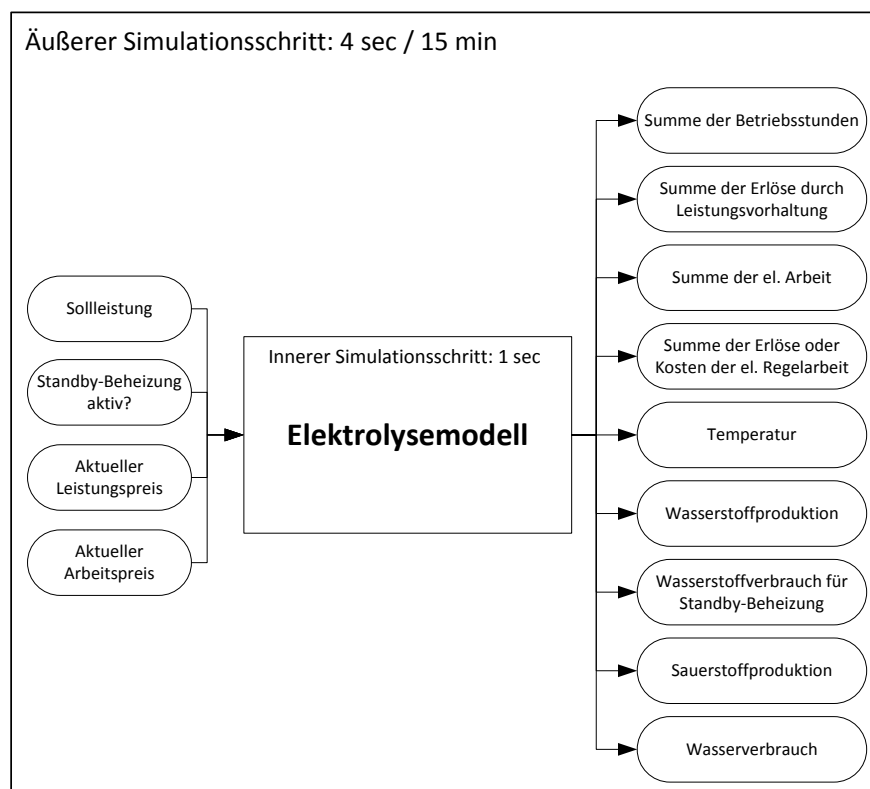 Äußerer Simulationsschritt: 4 sec / 15 min
Sollleistung
Standby-Beheizung
aktiv?
Aktueller
Leistungspreis
Aktueller
Arbeitspreis
Innerer Simulationsschritt: 1 sec
Elektrolysemodell
Summe der Betriebsstunden
Summe der Erlöse durch
Leistungsvorhaltung
Summe der el. Arbeit
Summe der Erlöse oder
Kosten der el. Regelarbeit
Temperatur
Wasserstoffproduktion
Wasserstoffverbrauch für
Standby-Beheizung
Sauerstoffproduktion
Wasserverbrauch